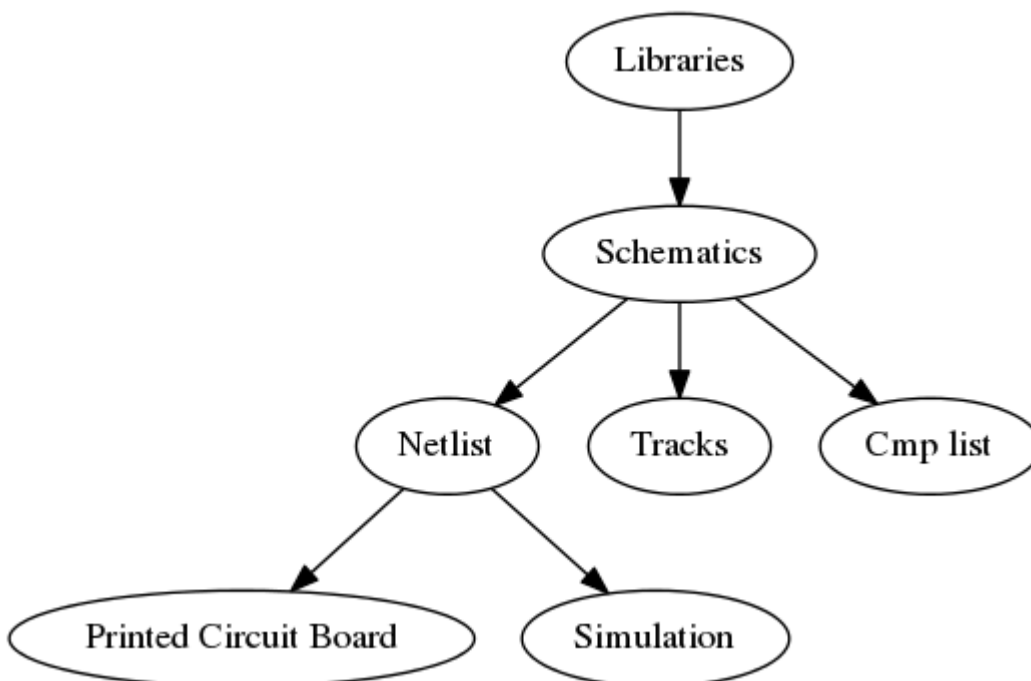 Libraries
Schematics
Netlist
Tracks
Cmp list
Printed Circuit Board
Simulation